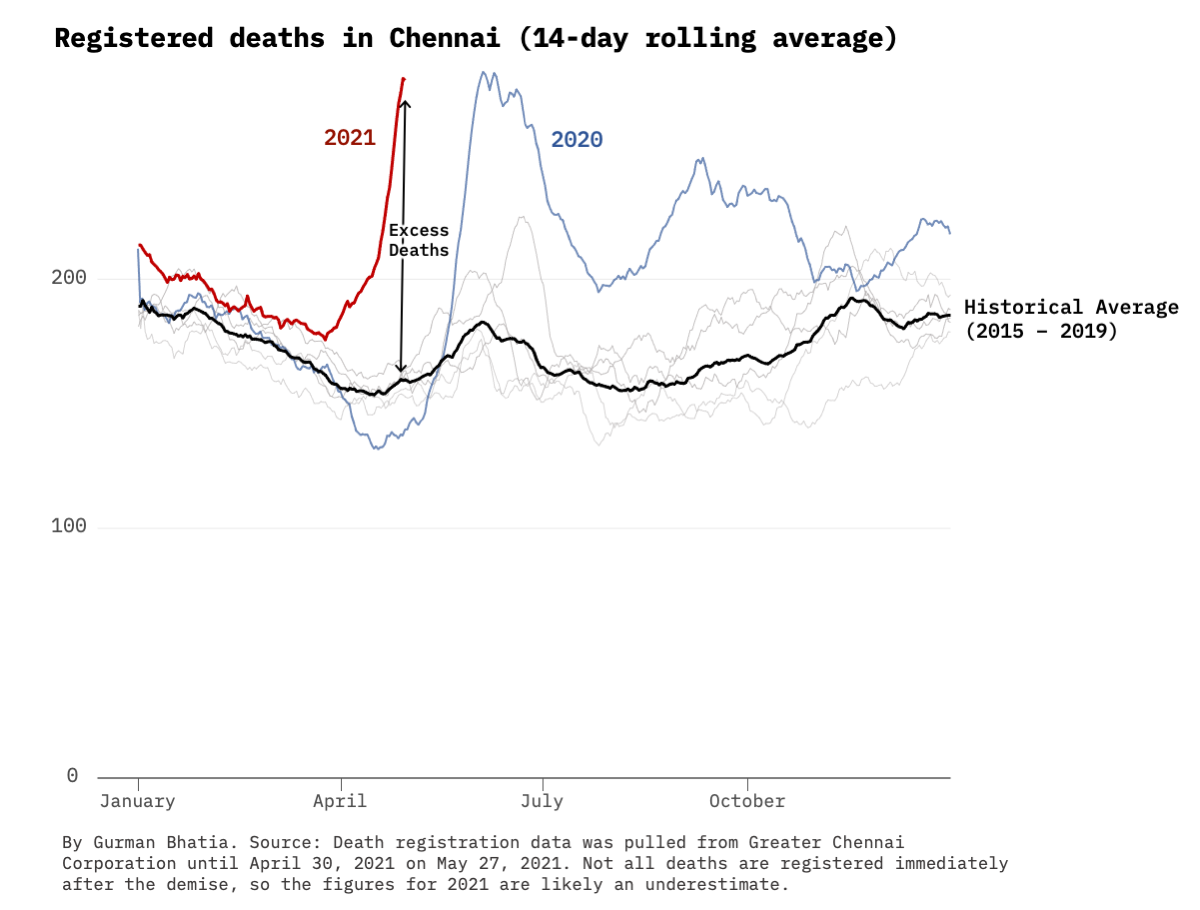 Registered deaths in Chennai (14-day rolling average)
2021
2020
Excess
Deaths
200
Historical Average
(2015 – 2019)
100
0
January
April
July
October
By Gurman Bhatia. Source: Death registration data was pulled from Greater Chennai
Corporation until April 30, 2021 on May 27, 2021. Not all deaths are registered immediately
after the demise, so the figures for 2021 are likely an underestimate.